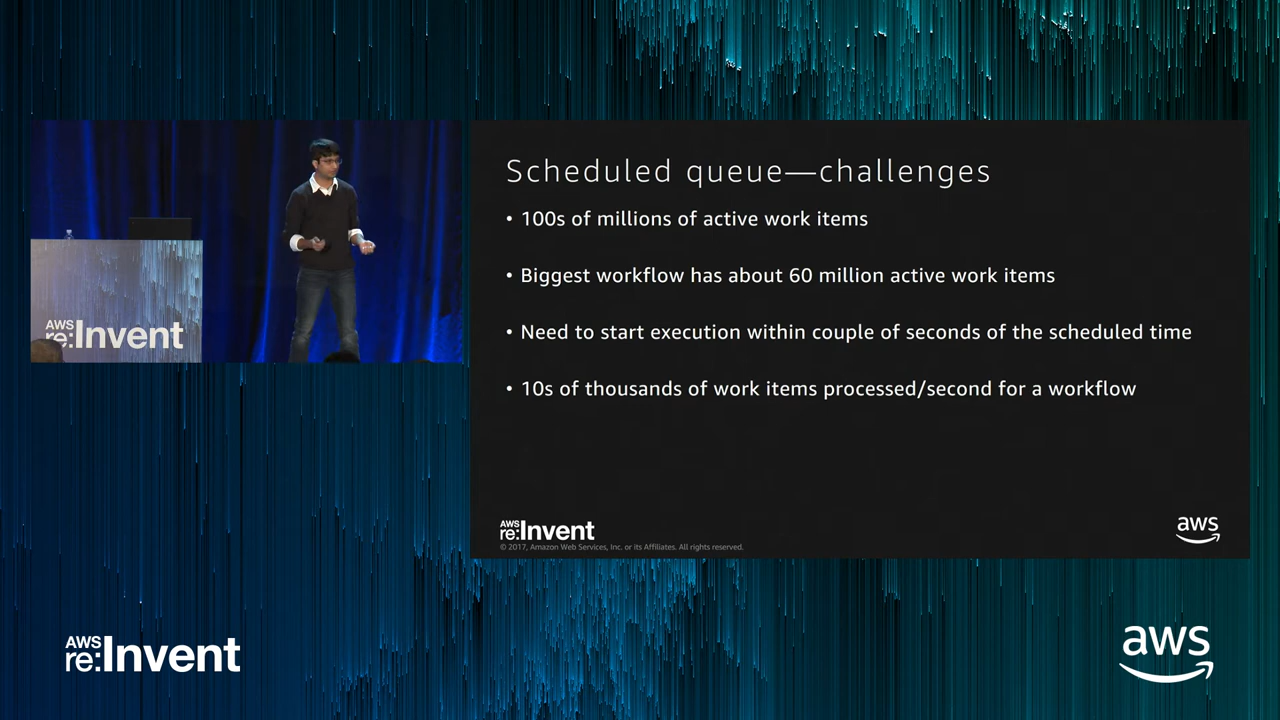 Scheduled queue—challenges
• 100s of millions of active work items
• Biggest workflow has about 60 million active work items
• Need to start execution within couple of seconds of the scheduled time
• 10s of thousands of work items processed/second for a workflow
AWS
re:Invent
AWS
re:Invent
© 2017, Amazon Web Services, Inc. or its Affiliates. All rights reserved.
aws
AWS
re:Invent
aws